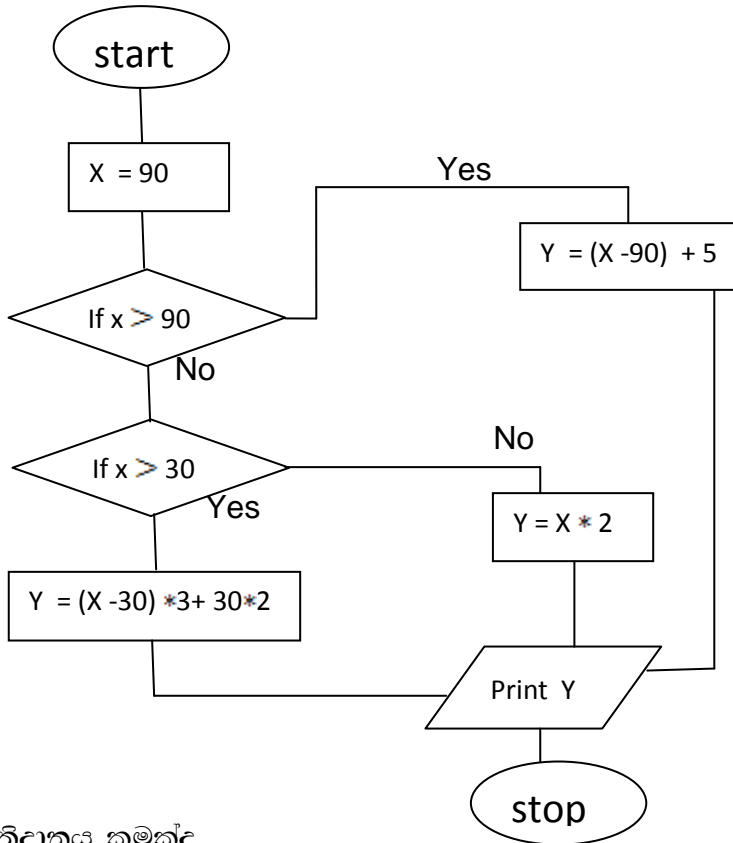 start
X = 90
Yes
Y = (X -90) + 5
If x > 90
No
If x > 30
No
Yes
Y = X * 2
Y = (X -30) *3+ 30*2
Print Y
stop
කුමක්ද